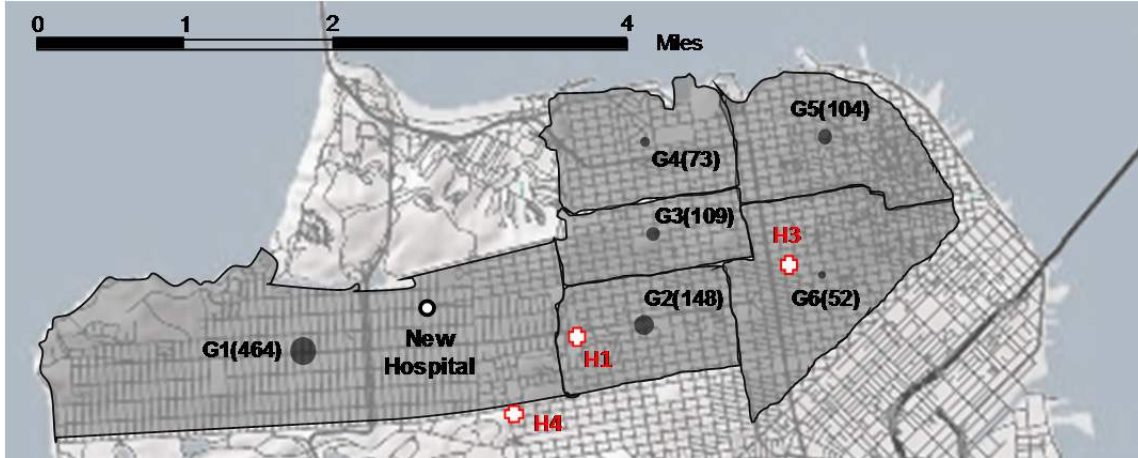 0 1 2 4
Miles
G5(104)
G4(73)
G3(109)
H3
G2(148)
G6(52)
New
Hospital
G1(464)
H1
H4